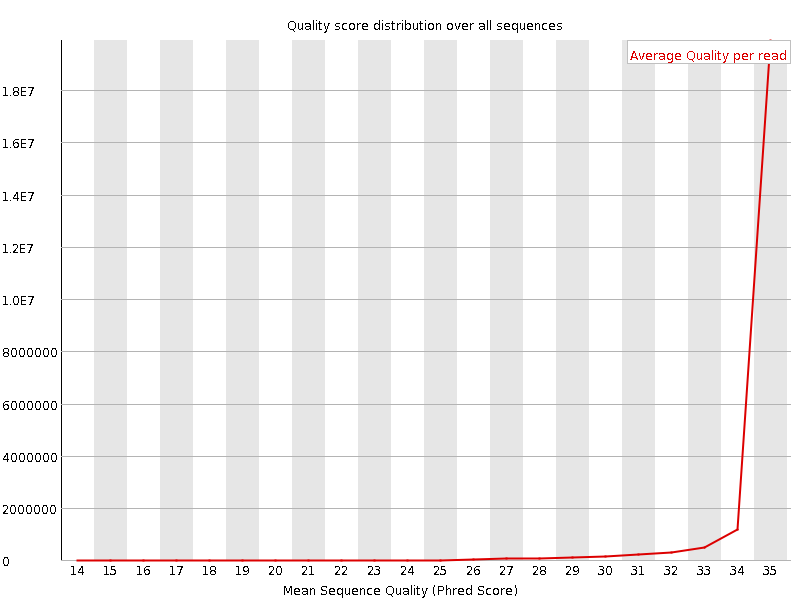 Quality score distribution over all sequences
Average Quality per read
1.8E7
1.6E7
1.4E7
1.2E7
1.0E7
8000000
6000000
4000000
2000000
0
14 15 16 17 18 19 20 21 22 23 24 25 26 27 28 29 30 31 32 33 34 35
Mean Sequence Quality (Phred Score)